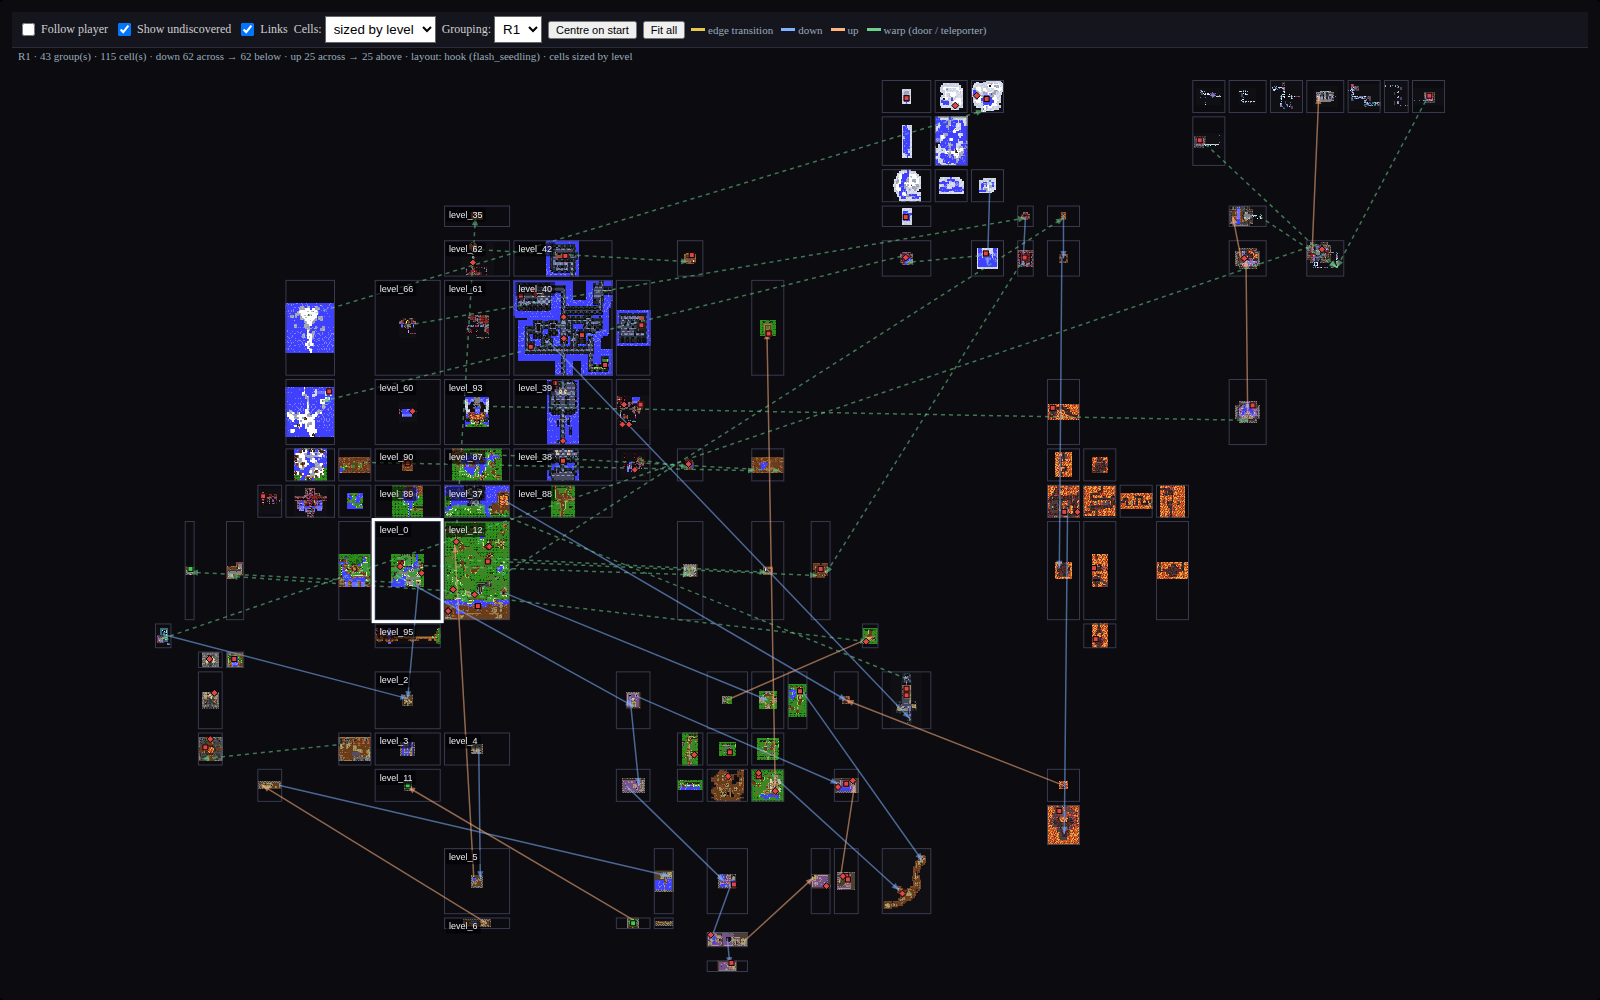 Follow player Show undiscovered Links Cells: sized by level Grouping: R1 Centre on start Fit all edge transition down up warp (door / teleporter)
R1 · 43 group(s) · 115 cell(s) · down 62 across → 62 below · up 25 across → 25 above · layout: hook (flash_seedling) · cells sized by level
level_35
level_62 level_42
level_66 level_61 level_40
level_60 level_93 level_39
level_90 level_87 level_38
level_89 level_37 level_88
level_0 level_12
level_95
level_2
level_3 level_4
level_11
level_5
level_6